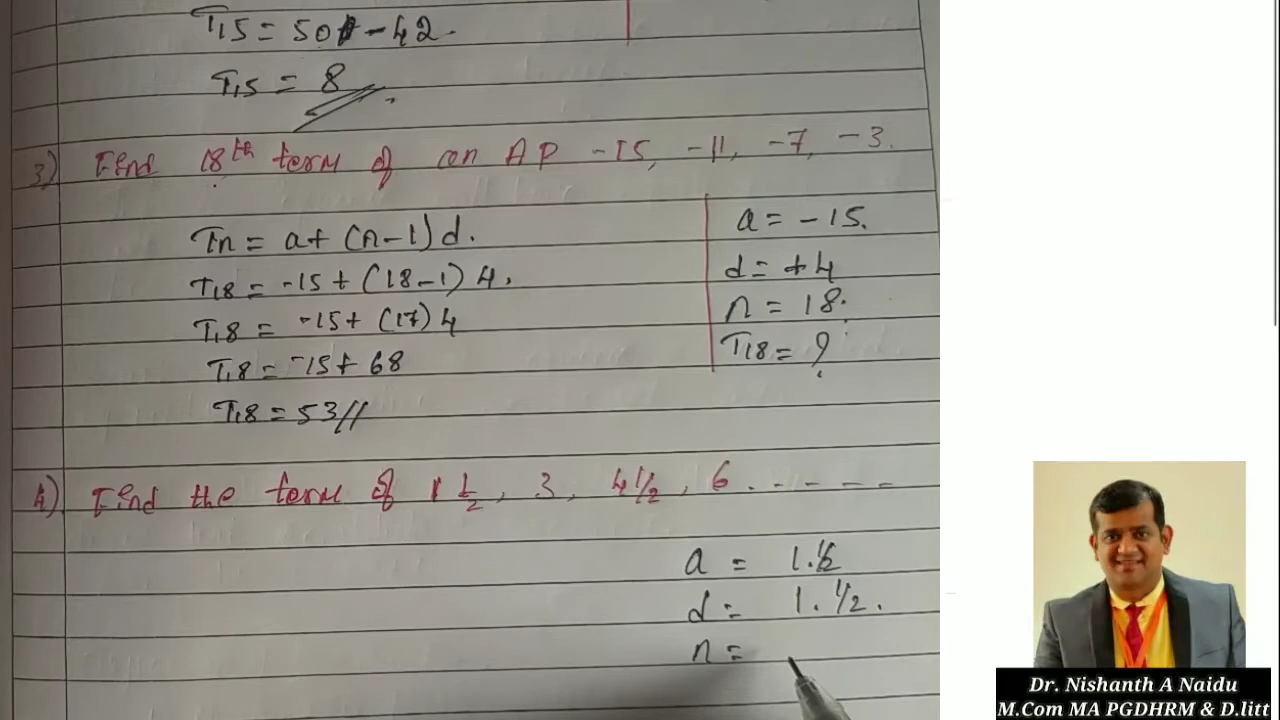 T15 = 50 - 42.
T15 = 8
3) Find 18th term of an AP -15, -11, -7, -3.
Tn = a + (n-1) d.
T18 = -15 + (18-1) 4.
T18 = -15 + (17) 4
T18 = -15 + 68
T18 = 53//
a = -15.
d = +4
n = 18.
T18 = ?
4) Find the term of 1 1/2, 3, 4 1/2, 6 - - - - -
a = 1.1/2
d = 1.1/2.
n =
Dr. Nishanth A Naidu
M.Com MA PGDHRM & D.litt